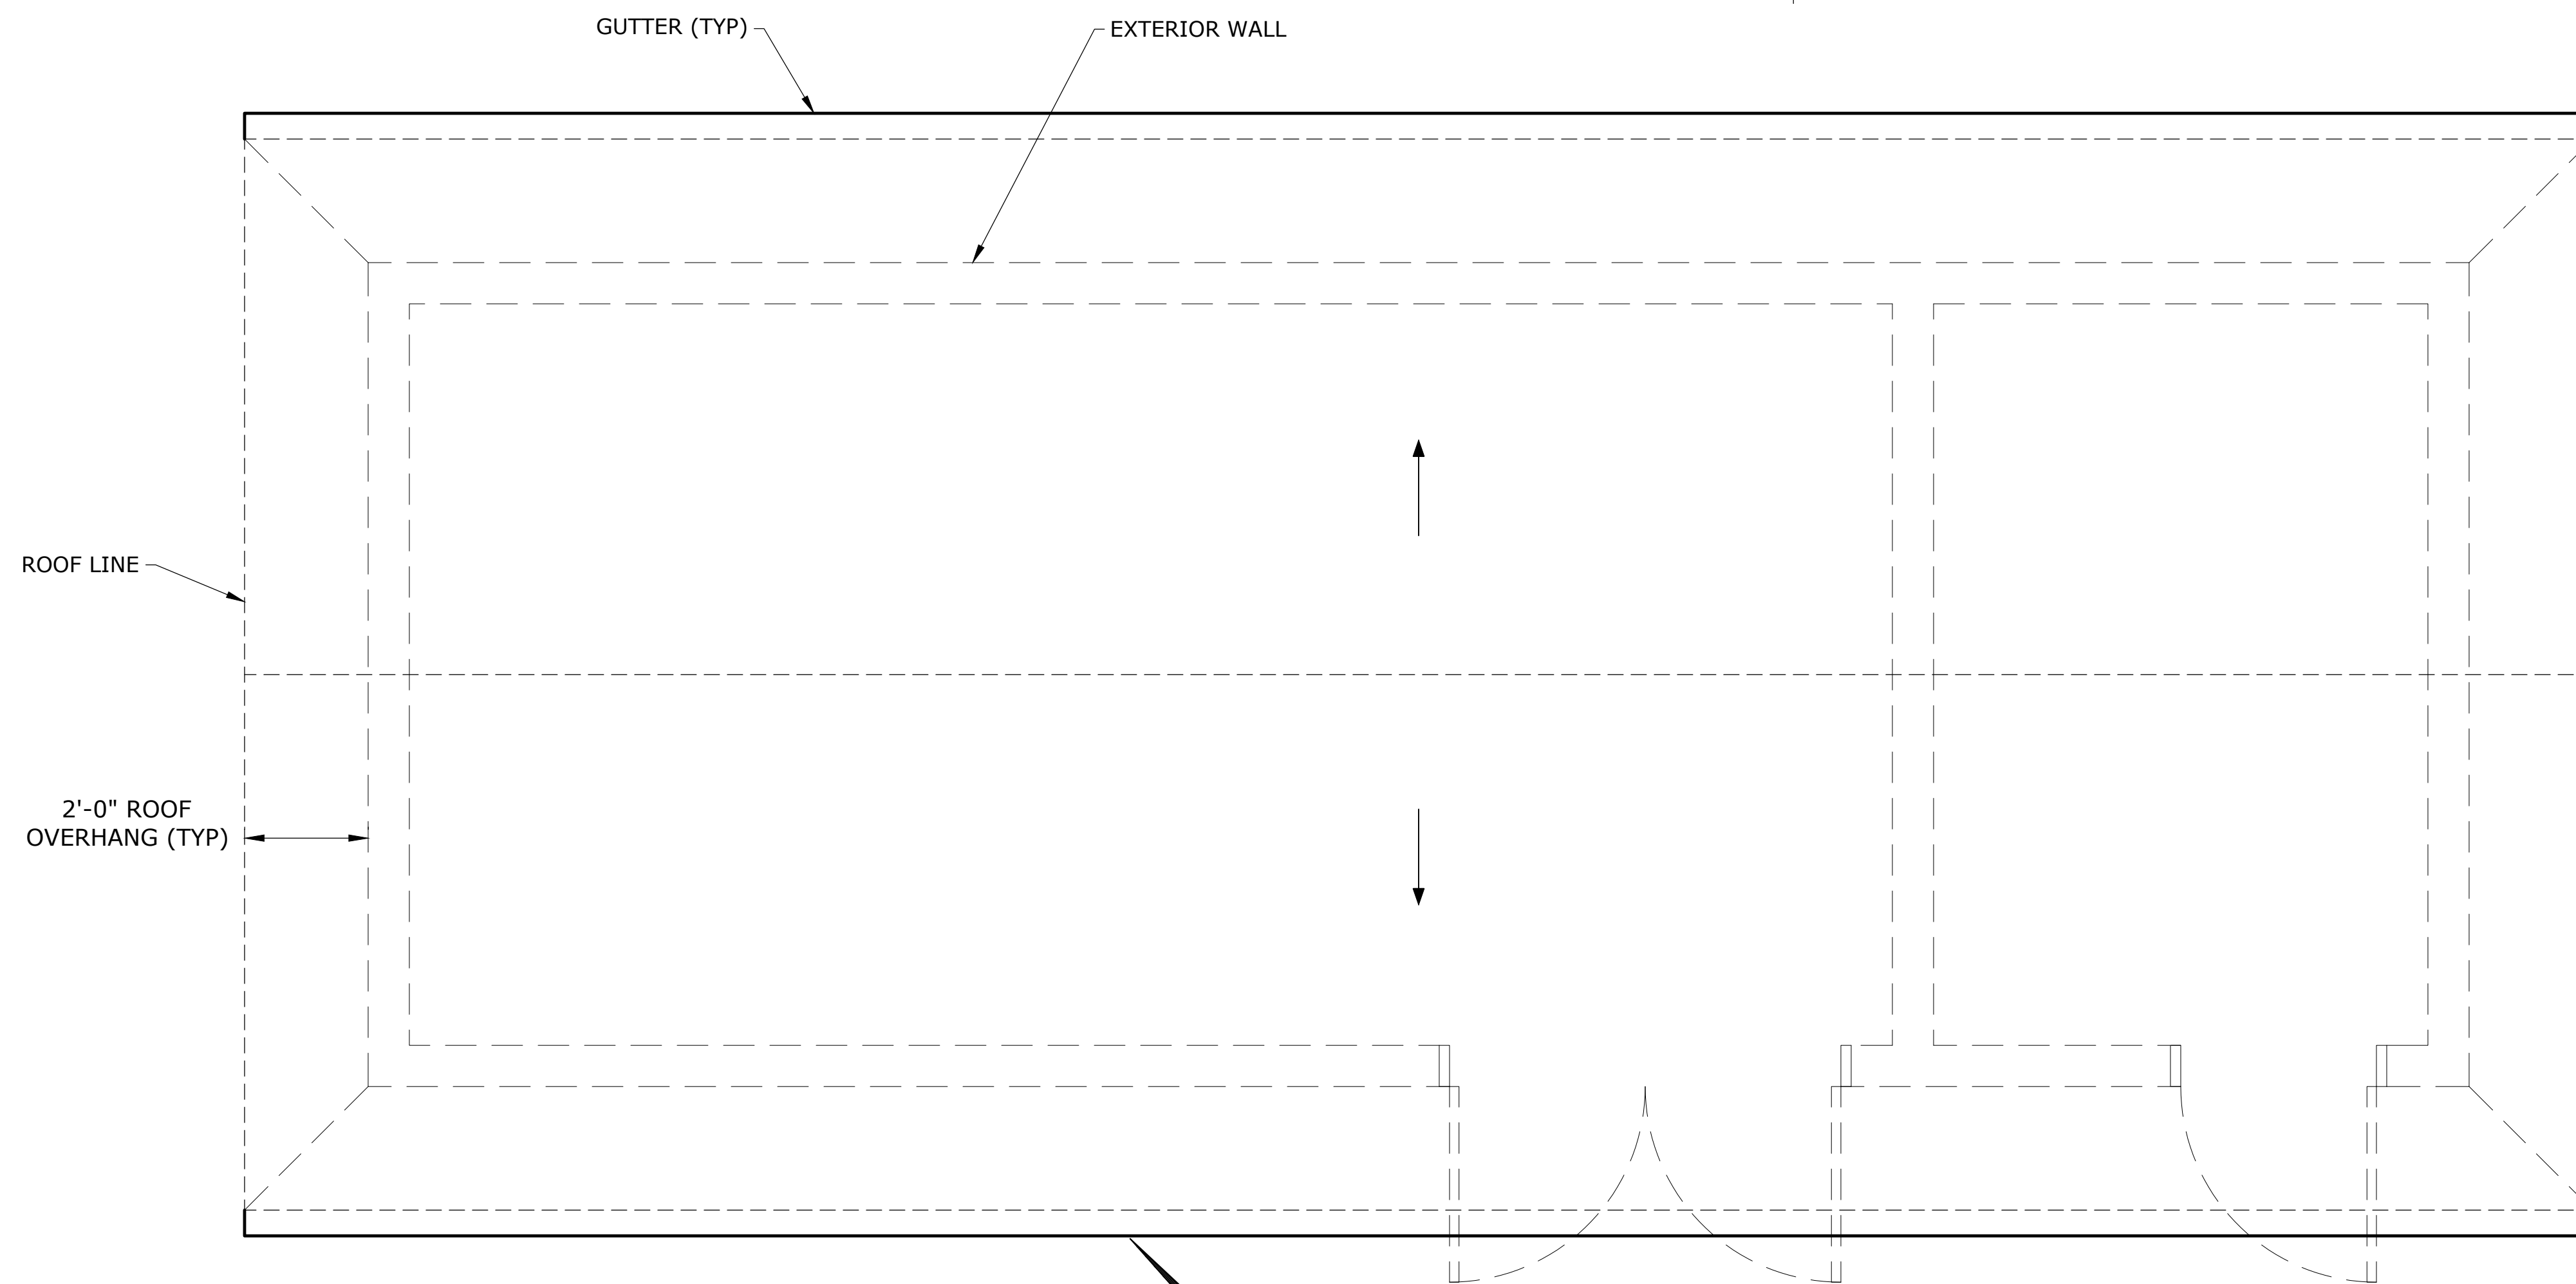 GUTTER (TYP)
EXTERIOR WALL
ROOF LINE
2'-0" ROOF
OVERHANG (TYP)